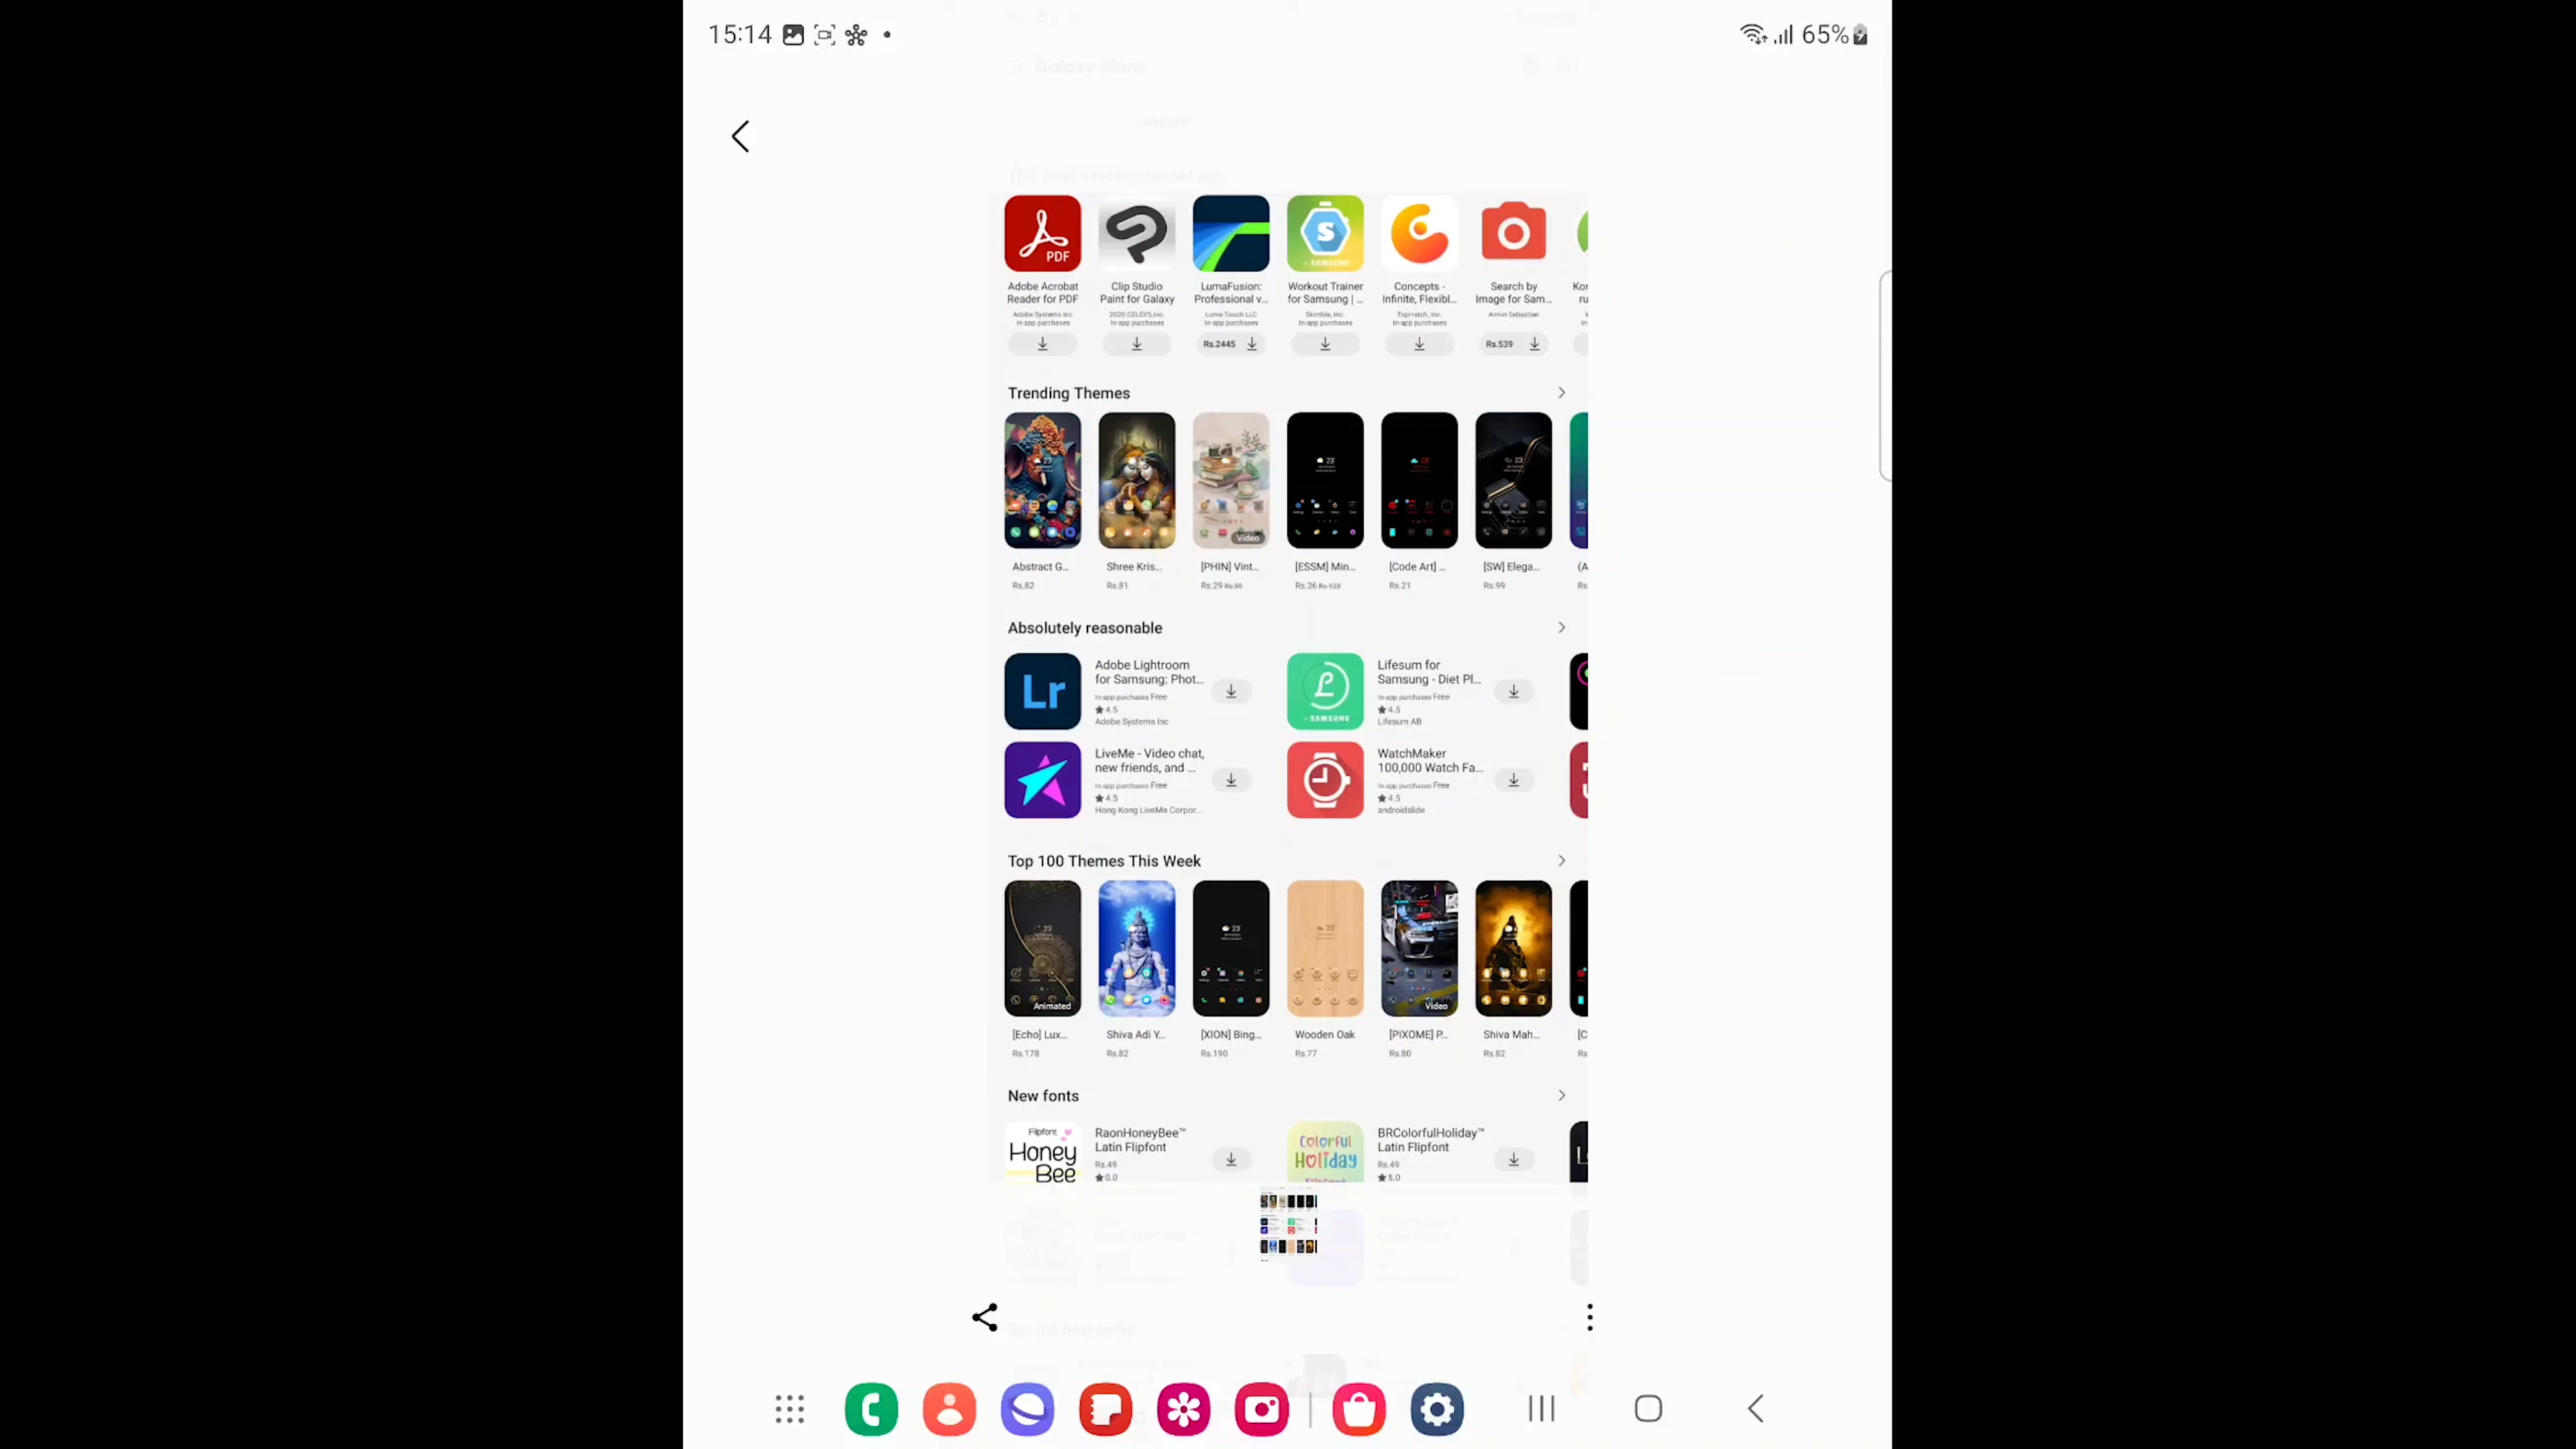 15:14
65%
Galaxy Store
Adobe Acrobat
Reader for PDF
Adobe Systems Inc
In-app purchases
Clip Studio
Paint for Galaxy
2020 CELSYS,Inc.
In-app purchases
LumaFusion:
Professional v...
Luma Touch LLC
In-app purchases
Rs.2445
Workout Trainer
for Samsung | ...
Skimble, Inc.
In-app purchases
Concepts -
Infinite, Flexibl...
TopHatch, Inc.
In-app purchases
Search by
Image for Sam...
Armin Sebastian
Rs.539
PDF
S
SAMSUNG
Trending Themes
Video
Abstract G...
Rs.82
Shree Kris...
Rs.81
[PHIN] Vint...
Rs.29 Rs.59
[ESSM] Min...
Rs.36 Rs.123
[Code Art] ...
Rs.21
[SW] Elega...
Rs.99
(A
Rs
Absolutely reasonable
Lr
Adobe Lightroom
for Samsung: Phot...
In-app purchases Free
★4.5
Adobe Systems Inc
SAMSUNG
Lifesum for
Samsung - Diet Pl...
In-app purchases Free
★4.5
Lifesum AB
LiveMe - Video chat,
new friends, and ...
In-app purchases Free
★4.5
Hong Kong LiveMe Corpor...
WatchMaker
100,000 Watch Fa...
In-app purchases Free
★4.5
androidslide
Top 100 Themes This Week
Animated
Video
[Echo] Lux...
Rs.178
Shiva Adi Y...
Rs.82
[XION] Bing...
Rs.190
Wooden Oak
Rs.77
[PIXOME] P...
Rs.80
Shiva Mah...
Rs.82
[C
Rs
New fonts
Flipfont
Honey
Bee
RaonHoneyBee™
Latin Flipfont
Rs.49
★0.0
Colorful
Holiday
BRColorfulHoliday™
Latin Flipfont
Rs.49
★5.0